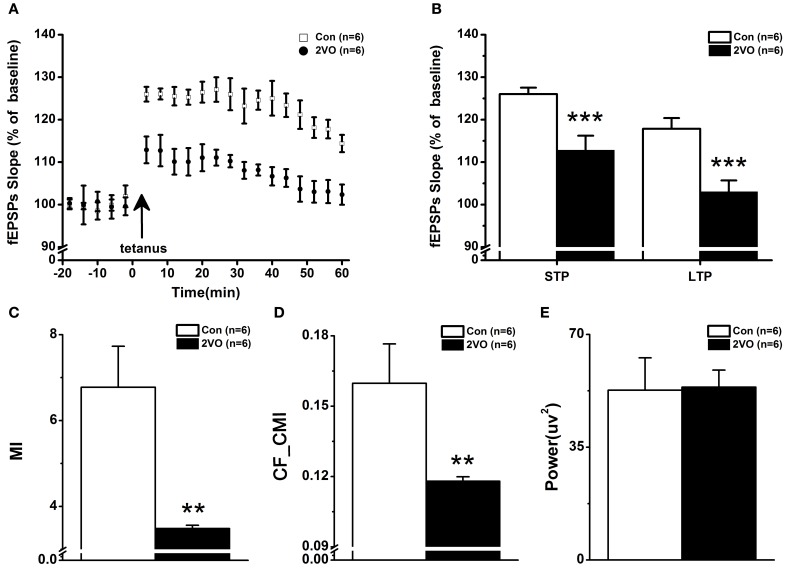 A
Con (n=6)
2VO (n=6)
fEPSPs Slope (% of baseline)
130
120
110
100
90
0
-20 -10 0 10 20 30 40 50 60
tetanus
Time(min)
B
Con (n=6)
2VO (n=6)
fEPSPs Slope (% of baseline)
150
140
130
120
110
100
90
0
***
***
STP LTP
C
Con (n=6)
2VO (n=6)
MI
8
6
4
0.0
**
D
Con (n=6)
2VO (n=6)
CF_CMI
0.18
0.15
0.12
0.09
0.00
**
E
Con (n=6)
2VO (n=6)
Power(uv²)
70
35
0